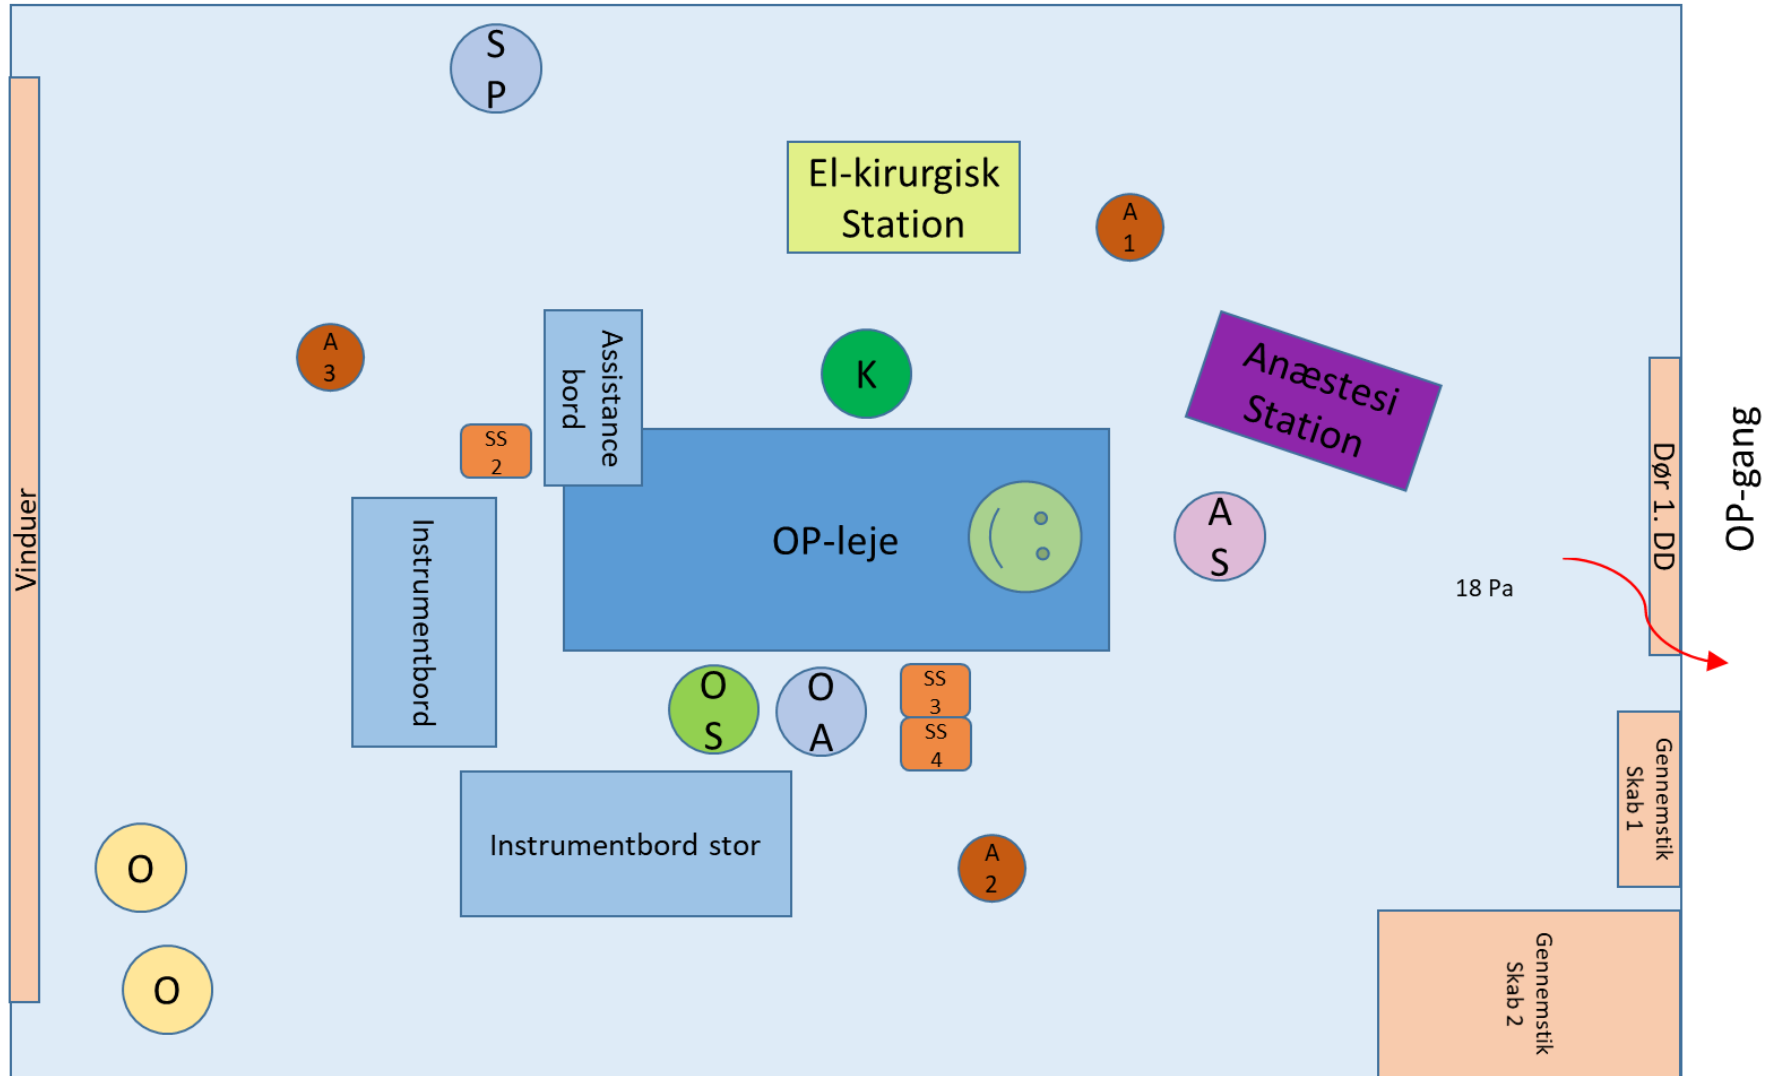 S
P
El-kirurgisk
Station
A
1
A
3
Assistance
bord
K
Anæstesi
Station
SS
2
Vinduer
Instrumentbord
OP-leje
A
S
18 Pa
Dør 1. DD
OP-gang
O
S
O
A
SS
3
SS
4
Gennemstik
Skab 1
Instrumentbord stor
A
2
O
O
Gennemstik
Skab 2